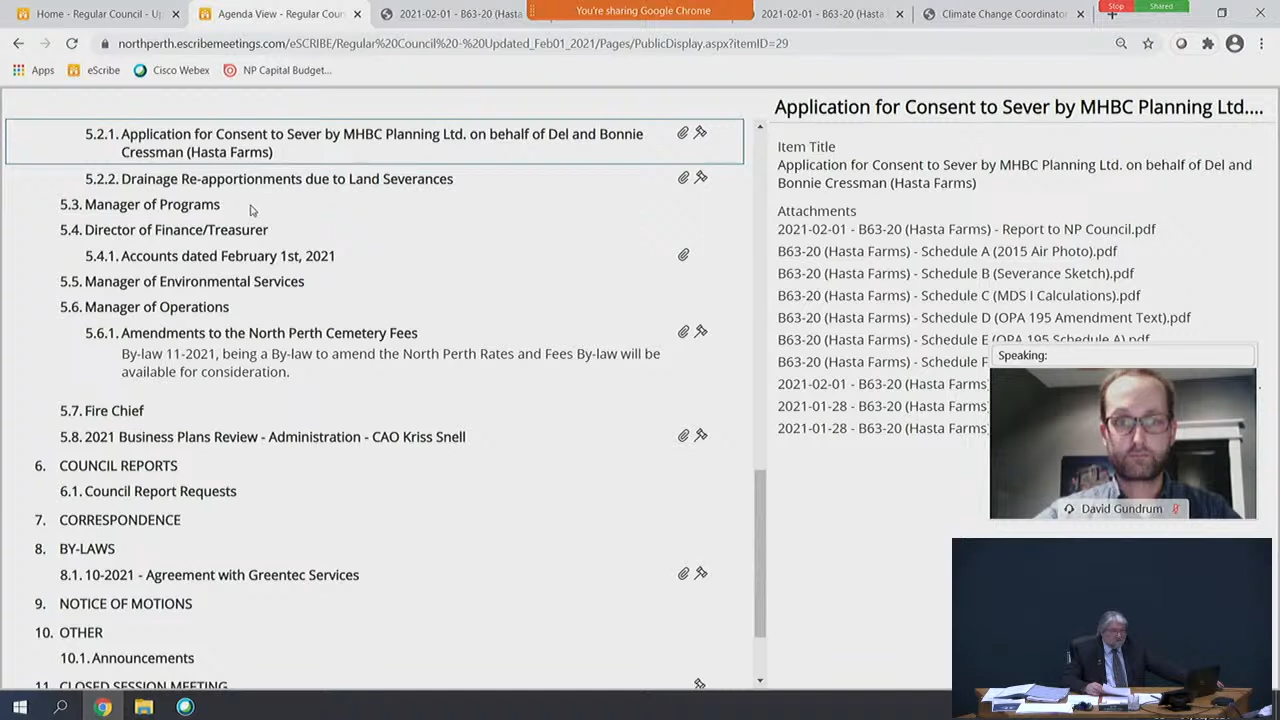 Home - Regular Council - Up
Agenda View - Regular Counci
2021-02-01 - B63-20 (Hasta
You're sharing Google Chrome
2021-02-01 - B63-20 (Hasta F
Climate Change Coordinator
Stop
Shared
northperth.escribemeetings.com/eSCRIBE/Regular%20Council%20-%20Updated_Feb01_2021/Pages/PublicDisplay.aspx?itemID=29
Apps
eScribe
Cisco Webex
NP Capital Budget...
5.2.1. Application for Consent to Sever by MHBC Planning Ltd. on behalf of Del and Bonnie
Cressman (Hasta Farms)
5.2.2. Drainage Re-apportionments due to Land Severances
5.3. Manager of Programs
5.4. Director of Finance/Treasurer
5.4.1. Accounts dated February 1st, 2021
5.5. Manager of Environmental Services
5.6. Manager of Operations
5.6.1. Amendments to the North Perth Cemetery Fees
By-law 11-2021, being a By-law to amend the North Perth Rates and Fees By-law will be
available for consideration.
5.7. Fire Chief
5.8. 2021 Business Plans Review - Administration - CAO Kriss Snell
6. COUNCIL REPORTS
6.1. Council Report Requests
7. CORRESPONDENCE
8. BY-LAWS
8.1. 10-2021 - Agreement with Greentec Services
9. NOTICE OF MOTIONS
10. OTHER
10.1. Announcements
11. CLOSED SESSION MEETING
Application for Consent to Sever by MHBC Planning Ltd....
Item Title
Application for Consent to Sever by MHBC Planning Ltd. on behalf of Del and
Bonnie Cressman (Hasta Farms)
Attachments
2021-02-01 - B63-20 (Hasta Farms) - Report to NP Council.pdf
B63-20 (Hasta Farms) - Schedule A (2015 Air Photo).pdf
B63-20 (Hasta Farms) - Schedule B (Severance Sketch).pdf
B63-20 (Hasta Farms) - Schedule C (MDS I Calculations).pdf
B63-20 (Hasta Farms) - Schedule D (OPA 195 Amendment Text).pdf
B63-20 (Hasta Farms) - Schedule E (OPA 195 Schedule A).pdf
B63-20 (Hasta Farms) - Schedule F
2021-02-01 - B63-20 (Hasta Farms)
2021-01-28 - B63-20 (Hasta Farms)
2021-01-28 - B63-20 (Hasta Farms)
Speaking:
David Gundrum